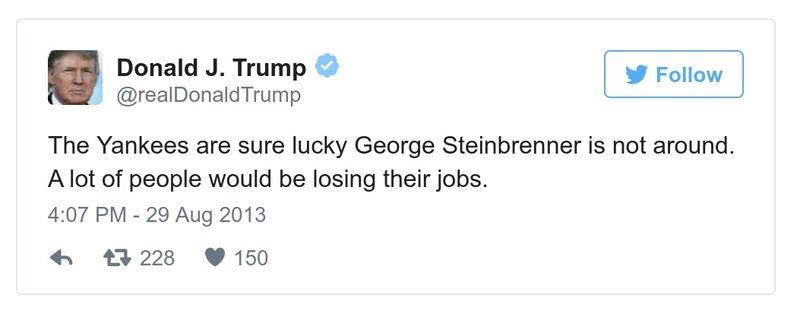 Donald J. Trump
@realDonaldTrump
Follow
The Yankees are sure lucky George Steinbrenner is not around.
A lot of people would be losing their jobs.
4:07 PM - 29 Aug 2013
228 150